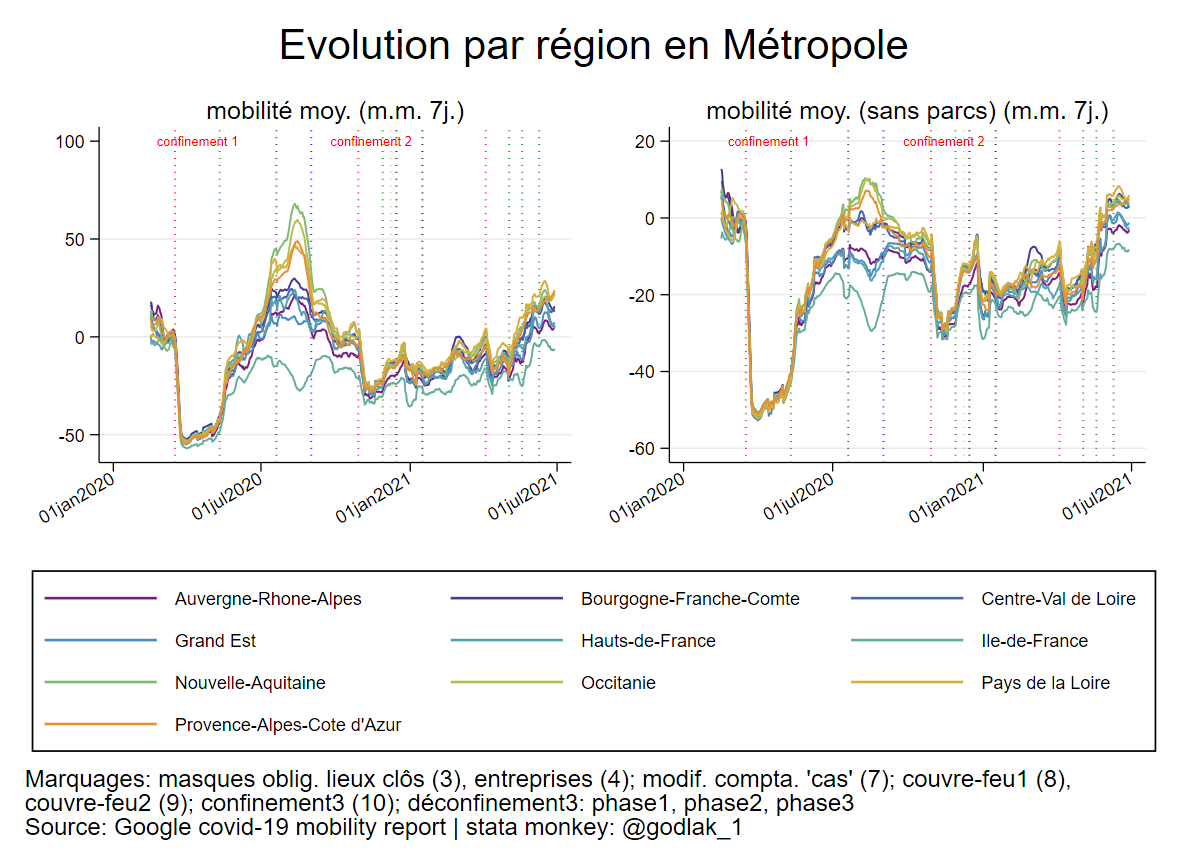 Evolution par région en Métropole
mobilité moy. (m.m. 7j.)
confinement 1
confinement 2
100
50
0
-50
01jan2020
01jul2020
01jan2021
01jul2021
mobilité moy. (sans parcs) (m.m. 7j.)
confinement 1
confinement 2
20
0
-20
-40
-60
01jan2020
01jul2020
01jan2021
01jul2021
Auvergne-Rhone-Alpes
Bourgogne-Franche-Comte
Centre-Val de Loire
Grand Est
Hauts-de-France
Ile-de-France
Nouvelle-Aquitaine
Occitanie
Pays de la Loire
Provence-Alpes-Cote d'Azur
Marquages: masques oblig. lieux clôs (3), entreprises (4); modif. compta. 'cas' (7); couvre-feu1 (8),
couvre-feu2 (9); confinement3 (10); déconfinement3: phase1, phase2, phase3
Source: Google covid-19 mobility report | stata monkey: @godlak_1